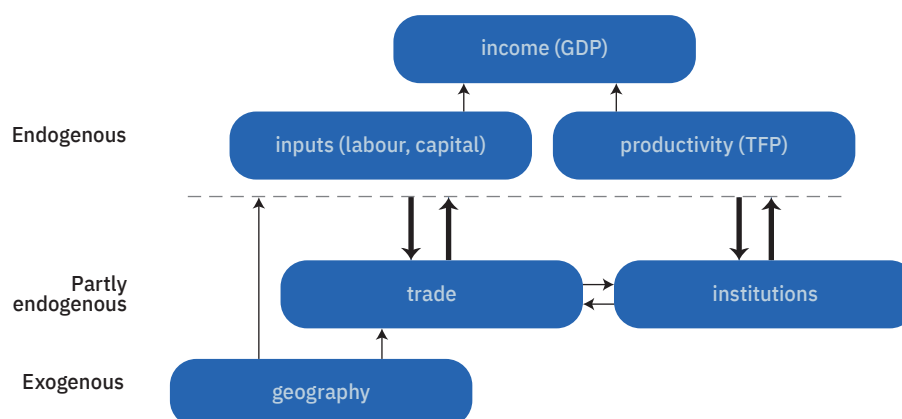 income (GDP)
Endogenous
inputs (labour, capital)
productivity (TFP)
Partly
endogenous
trade
institutions
Exogenous
geography